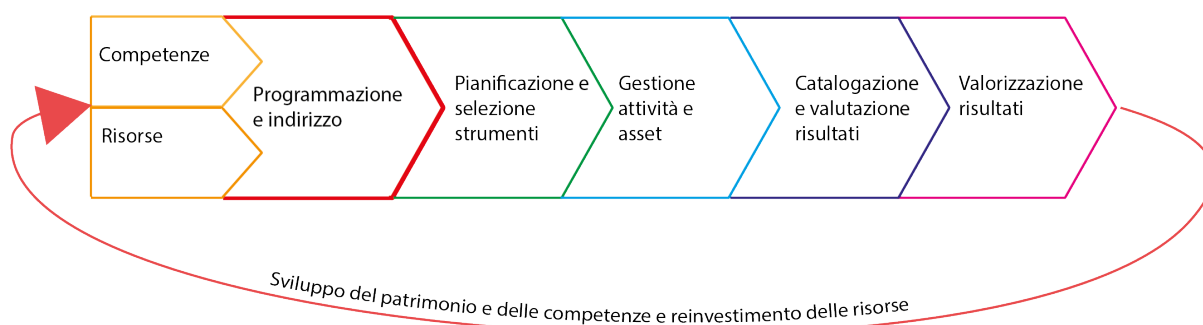 Competenze
Risorse
Programmazione
e indirizzo
Pianificazione e
selezione
strumenti
Gestione
attività e
asset
Catalogazione
e valutazione
risultati
Valorizzazione
risultati
Sviluppo del patrimonio e delle competenze e reinvestimento delle risorse